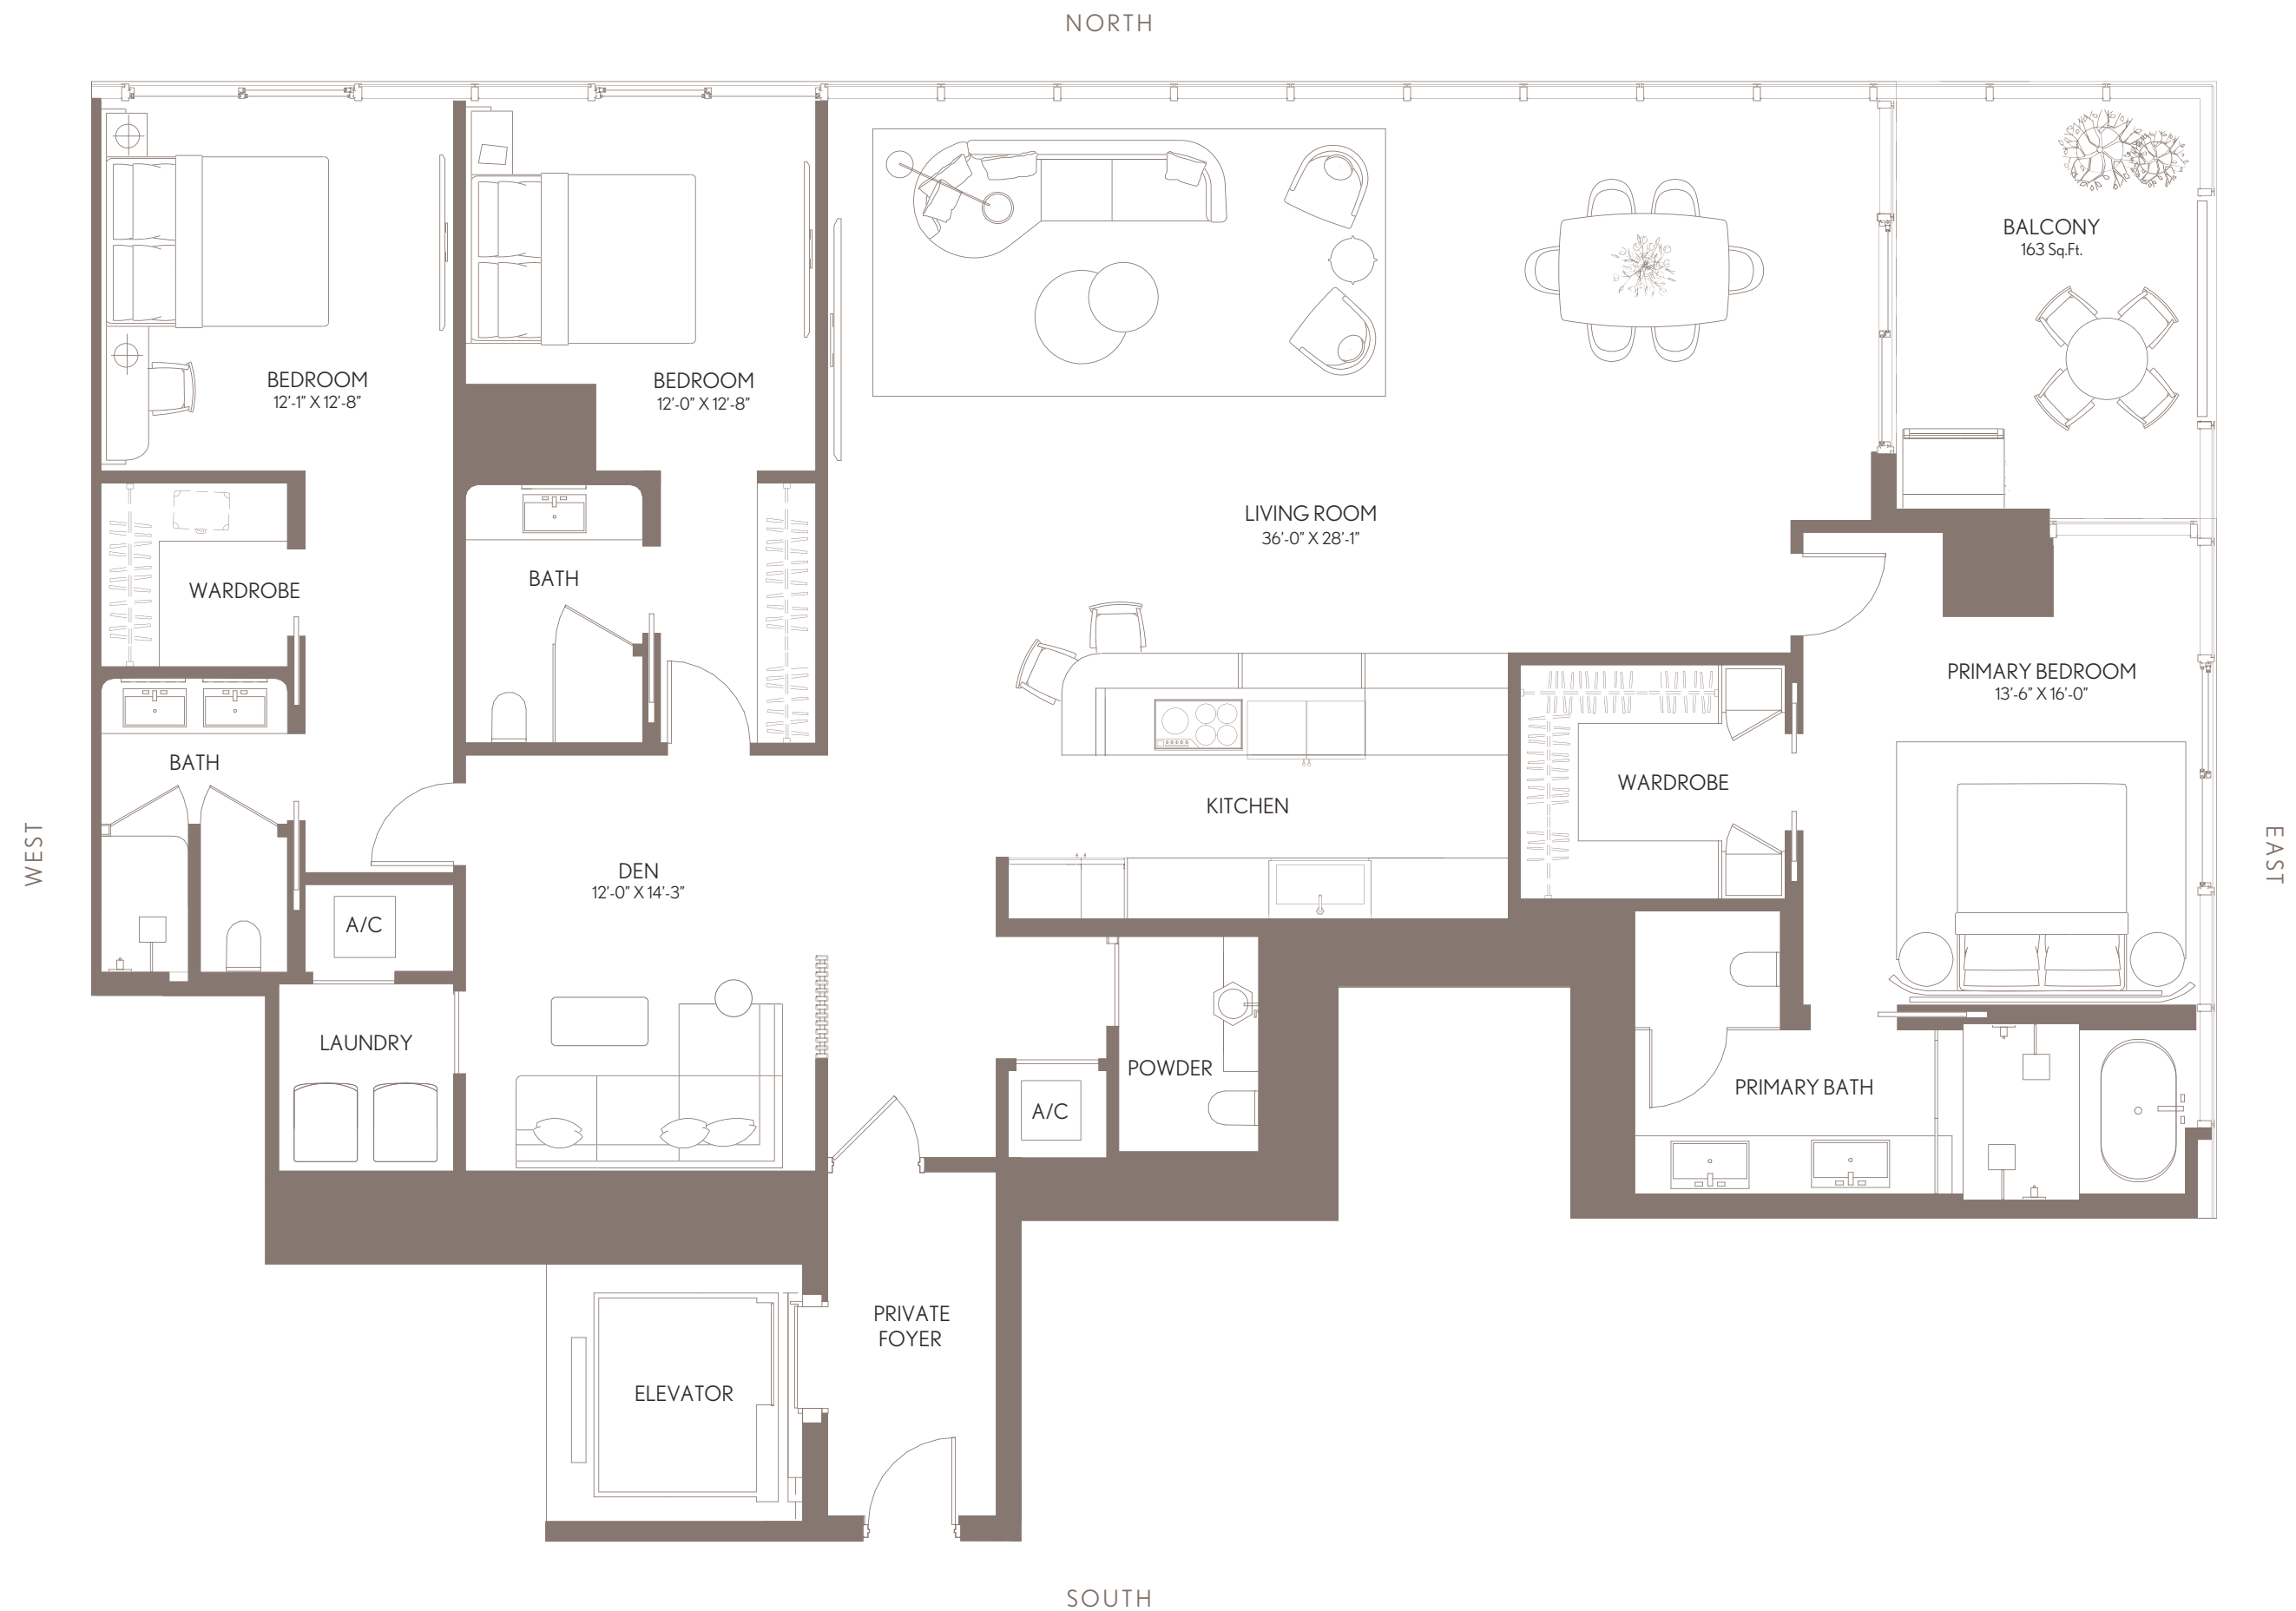 NORTH
BALCONY
163 Sq.Ft.
BEDROOM
12'-1" X 12'-8"
BEDROOM
12'-0" X 12'-8"
LIVING ROOM
36'-0" X 28'-1"
WARDROBE
BATH
PRIMARY BEDROOM
13'-6" X 16'-0"
BATH
WARDROBE
KITCHEN
WEST
EAST
DEN
12'-0" X 14'-3"
A/C
LAUNDRY
POWDER
PRIMARY BATH
A/C
PRIVATE
FOYER
ELEVATOR
SOUTH